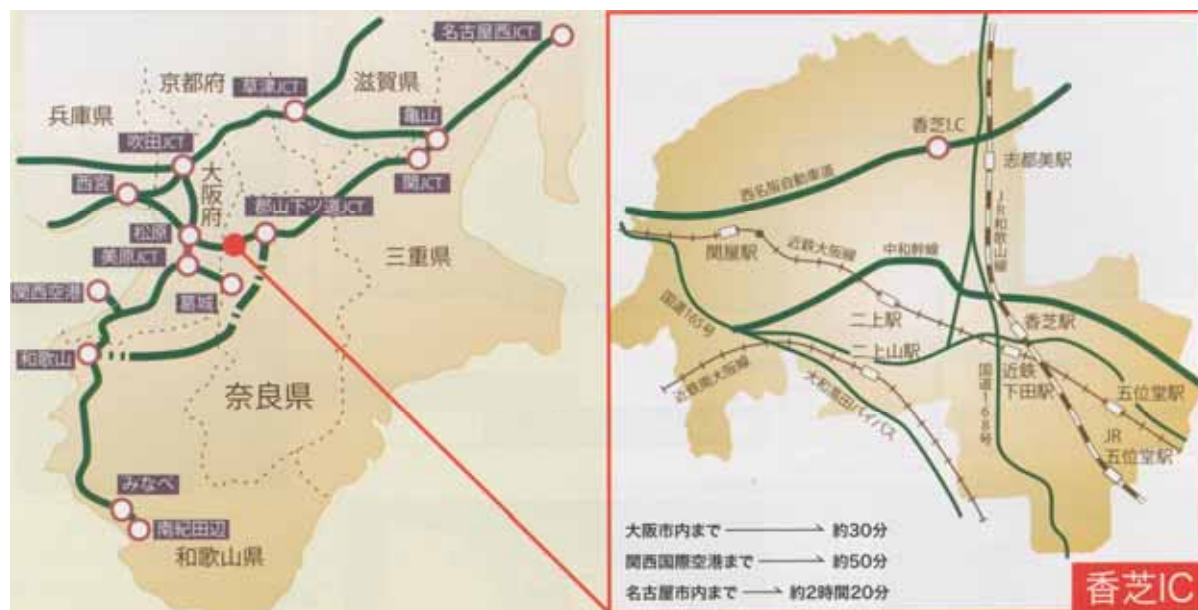 名古屋西JCT
京都府
草津JCT
滋賀県
兵庫県
亀山
吹田JCT
関JCT
西宮
大阪府
郡山下ツ道JCT
松原
美原JCT
三重県
関西空港
葛城
和歌山
奈良県
みなべ
南紀田辺
和歌山県
香芝I.C
志都美駅
西名阪自動車道
JR和歌山線
関屋駅
近鉄大阪線
中和幹線
国道165号
二上駅
香芝駅
二上山駅
近鉄南大阪線
大和高田バイパス
国道168号
近鉄
下田駅
五位堂駅
JR
五位堂駅
大阪市内まで 約30分
関西国際空港まで 約50分
名古屋市内まで 約2時間20分
香芝IC